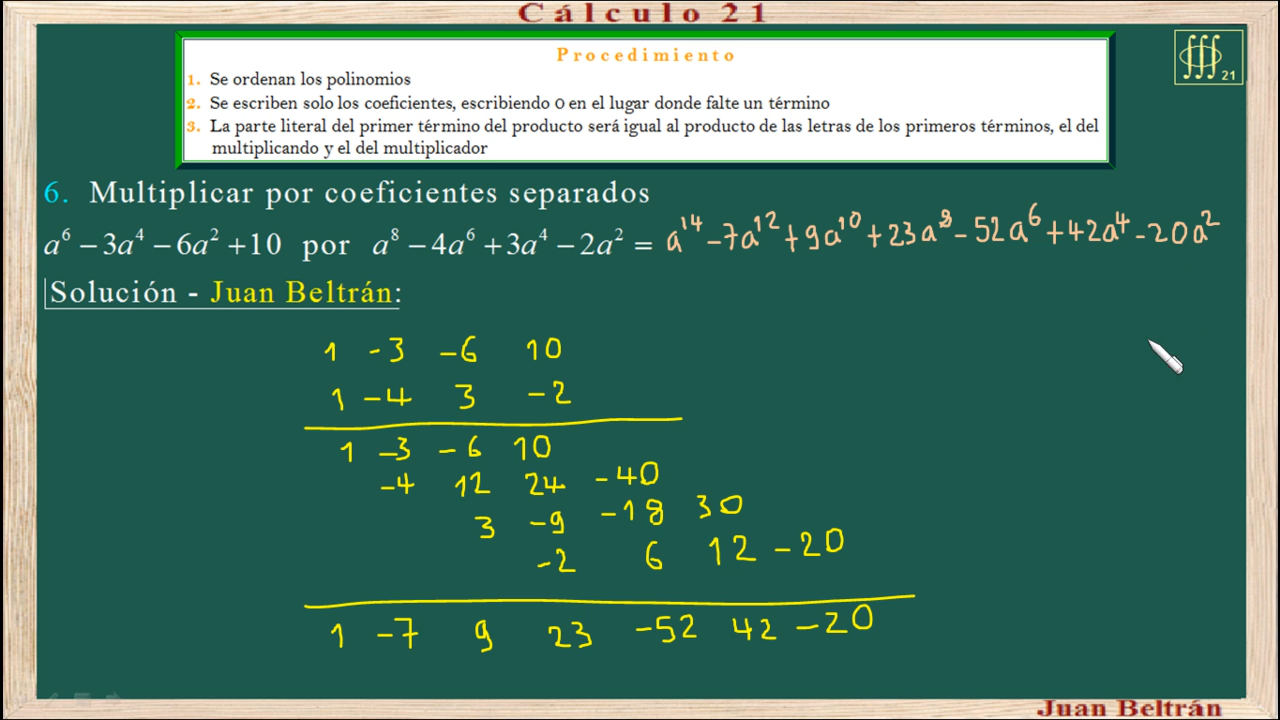 Cálculo 21
Procedimiento
1. Se ordenan los polinomios
2. Se escriben solo los coeficientes, escribiendo 0 en el lugar donde falte un término
3. La parte literal del primer término del producto será igual al producto de las letras de los primeros términos, el del
multiplicando y el del multiplicador
21
6. Multiplicar por coeficientes separados
a⁶ − 3a⁴ − 6a² + 10 por a⁸ − 4a⁶ + 3a⁴ − 2a² = a¹⁴ − 7a¹² + 9a¹⁰ + 23a⁸ − 52a⁶ + 42a⁴ − 20a²
Solución - Juan Beltrán:
1 -3 -6 10
1 -4 3 -2
1 -3 -6 10
-4 12 24 -40
3 -9 -18 30
-2 6 12 -20
1 -7 9 23 -52 42 -20
Juan Beltrán